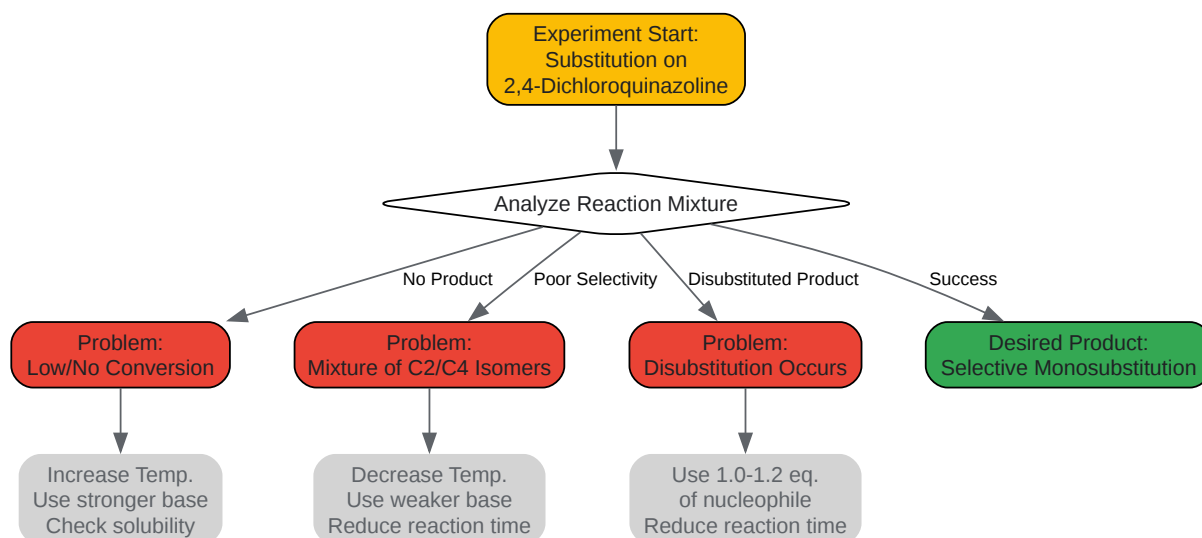 Experiment Start:
Substitution on
2,4-Dichloroquinazoline
Analyze Reaction Mixture
No Product
Poor Selectivity
Disubstituted Product
Success
Problem:
Low/No Conversion
Problem:
Mixture of C2/C4 Isomers
Problem:
Disubstitution Occurs
Desired Product:
Selective Monosubstitution
Increase Temp.
Use stronger base
Check solubility
Decrease Temp.
Use weaker base
Reduce reaction time
Use 1.0-1.2 eq.
of nucleophile
Reduce reaction time